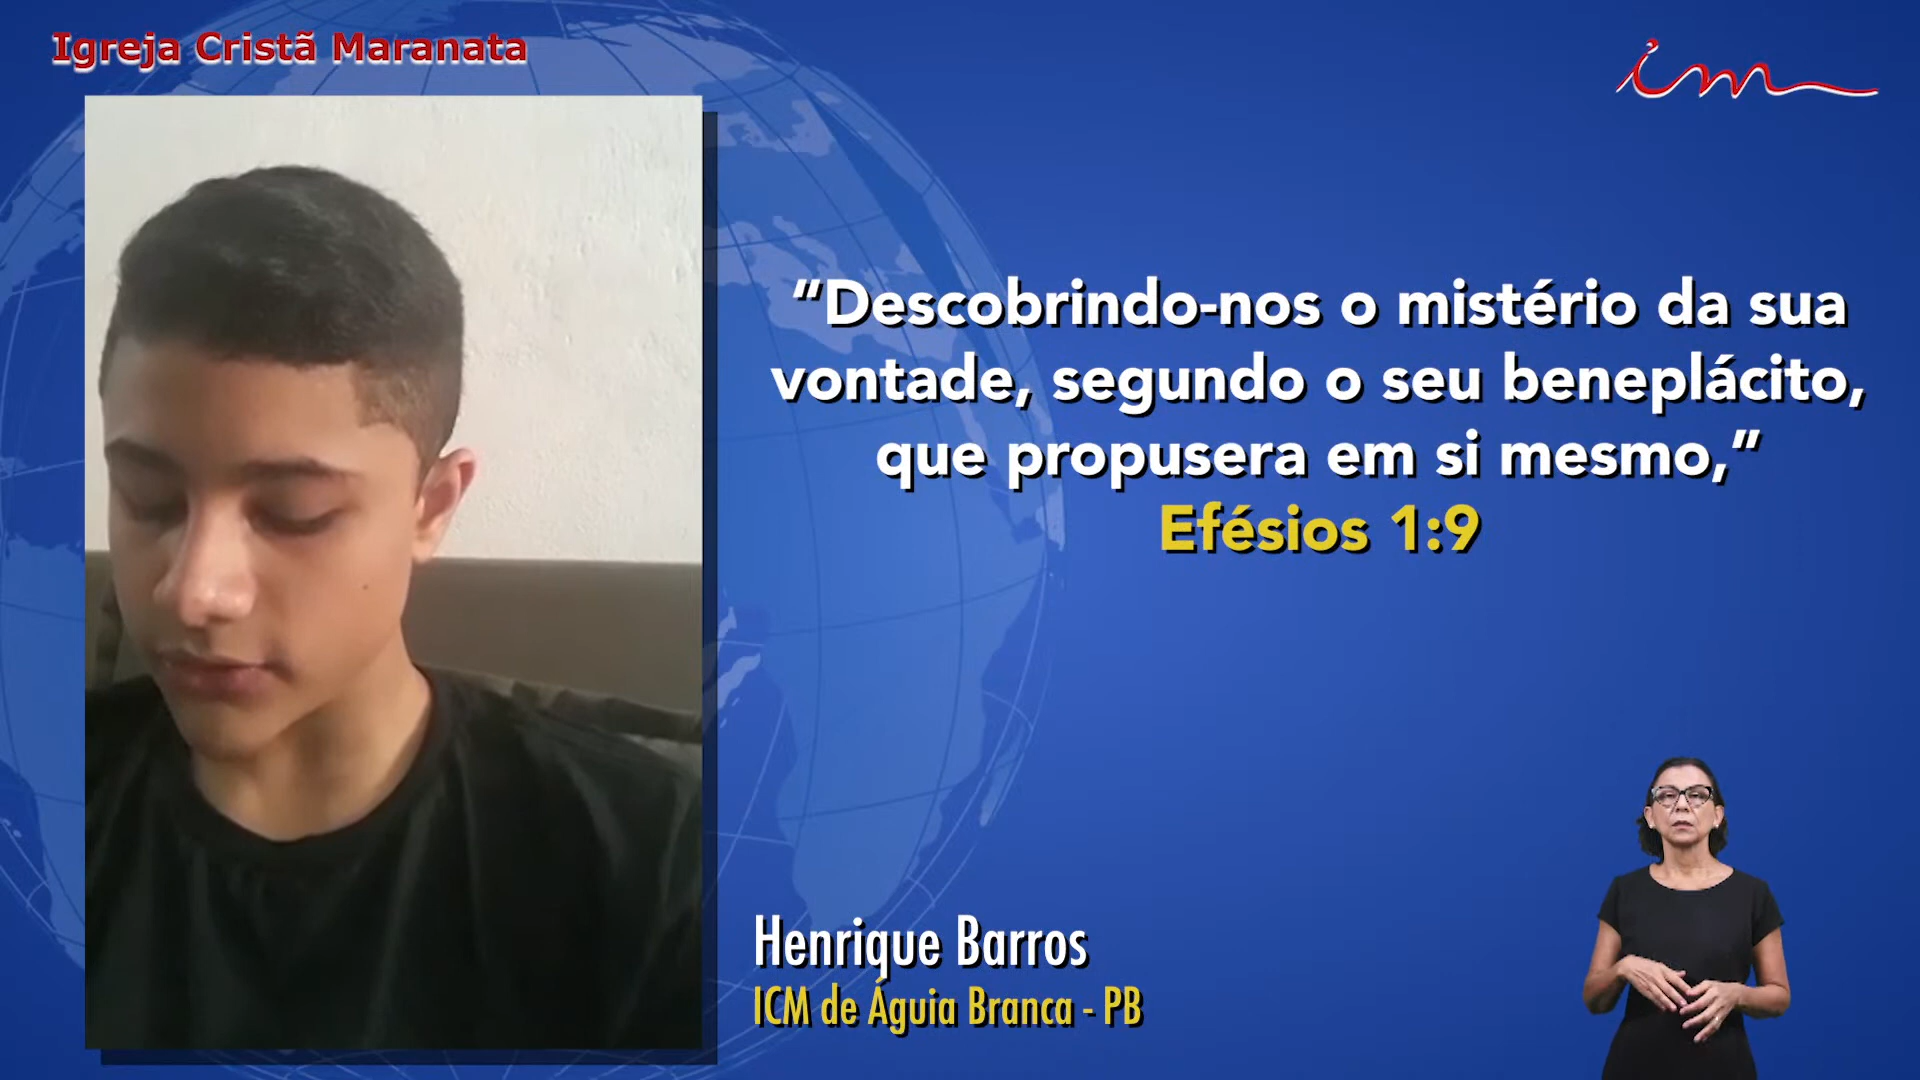 Igreja Cristã Maranata
icm
“Descobrindo-nos o mistério da sua
vontade, segundo o seu beneplácito,
que propusera em si mesmo,”
Efésios 1:9
Henrique Barros
ICM de Águia Branca - PB